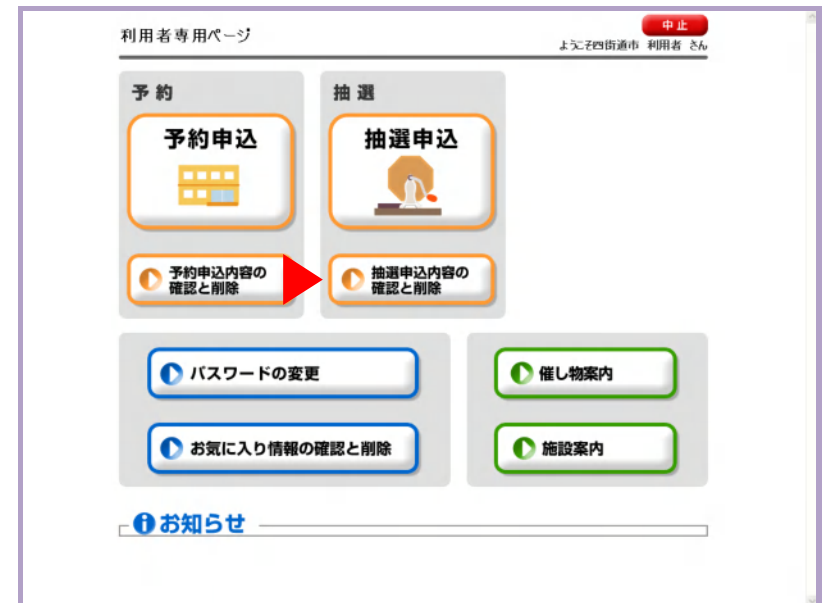 利用者専用ページ
中止
ようこそ四街道市 利用者 さん
予約
抽選
予約申込
抽選申込
予約申込内容の
確認と削除
抽選申込内容の
確認と削除
パスワードの変更
催し物案内
お気に入り情報の確認と削除
施設案内
お知らせ